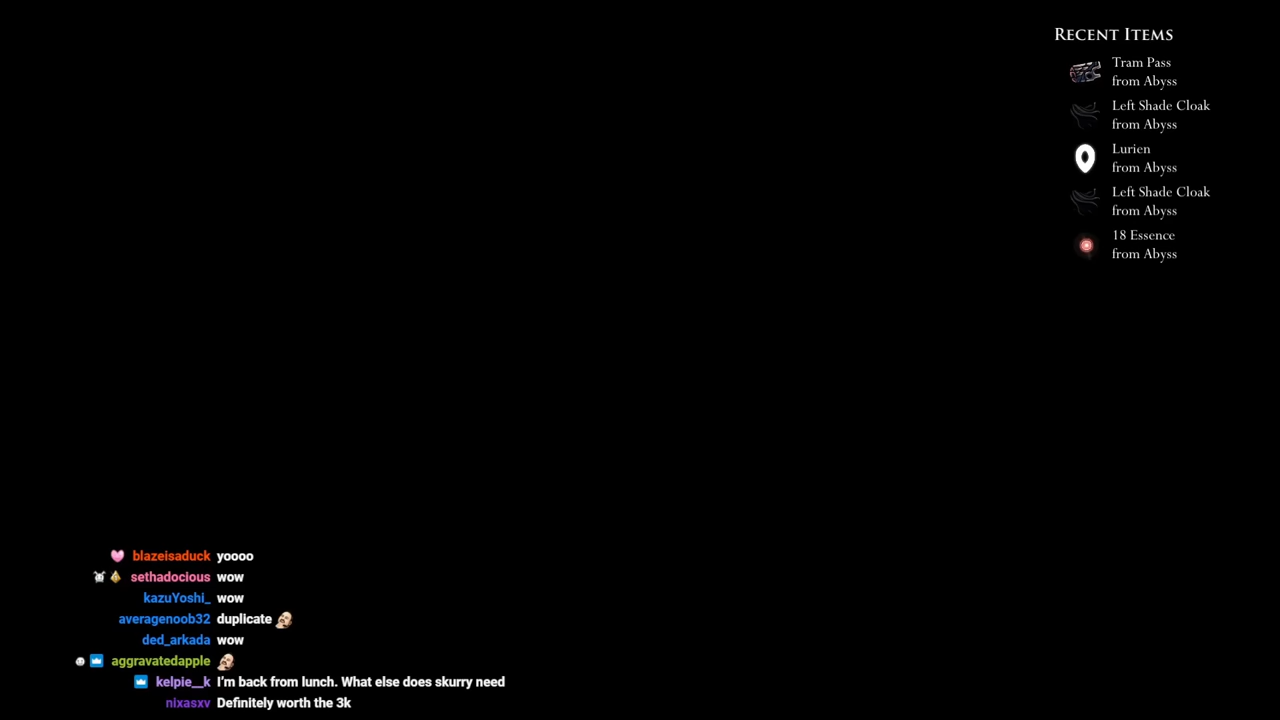 Recent Items
Tram Pass
from Abyss
Left Shade Cloak
from Abyss
Lurien
from Abyss
Left Shade Cloak
from Abyss
18 Essence
from Abyss
blazeisaduck yoooo
sethadocious wow
kazuYoshi_ wow
averagenoob32 duplicate
ded_arkada wow
aggravatedapple
kelpie__k I'm back from lunch. What else does skurry need
nixasxv Definitely worth the 3k